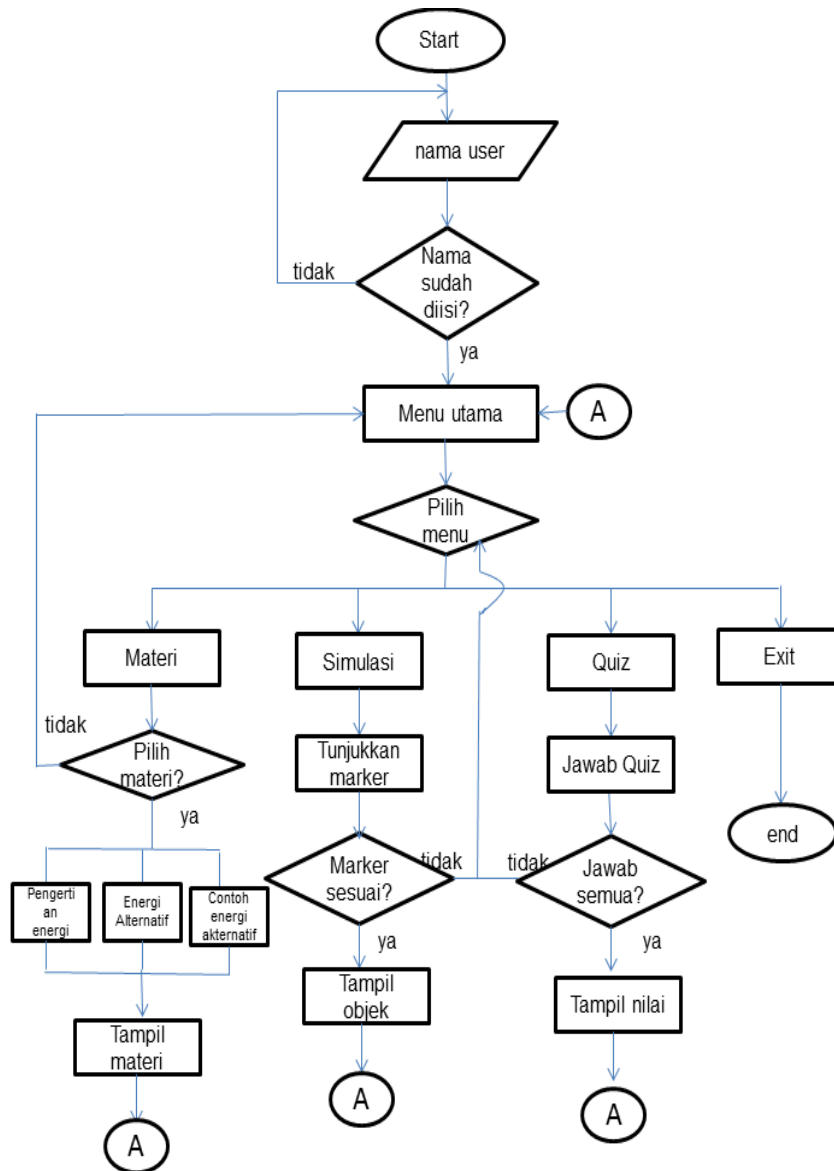 Start
nama user
Nama
sudah
diisi?
tidak
ya
Menu utama
A
Pilih
menu
Materi
Simulasi
Quiz
Exit
tidak
Pilih
materi?
Tunjukkan
marker
Jawab Quiz
ya
end
Pengerti
an
energi
Energi
Alternatif
Contoh
energi
akternatif
Marker
sesuai?
tidak
tidak
Jawab
semua?
ya
ya
Tampil
materi
Tampil
objek
Tampil nilai
A
A
A